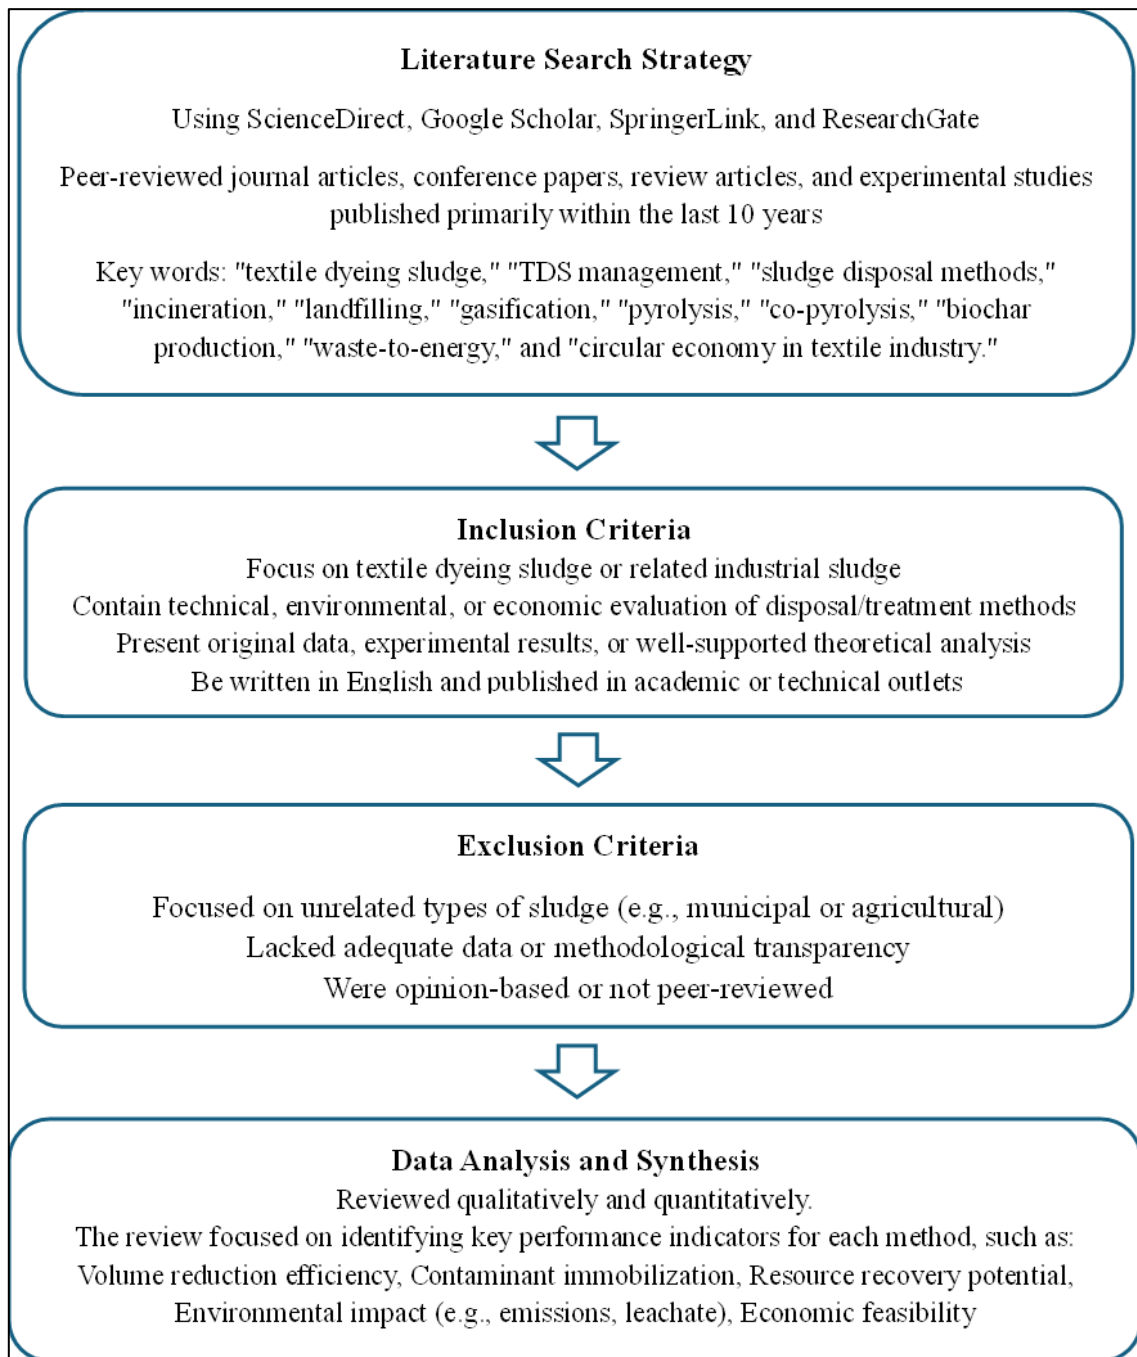 Literature Search Strategy
Using ScienceDirect, Google Scholar, SpringerLink, and ResearchGate
Peer-reviewed journal articles, conference papers, review articles, and experimental studies
published primarily within the last 10 years
Key words: "textile dyeing sludge," "TDS management," "sludge disposal methods,"
"incineration," "landfilling," "gasification," "pyrolysis," "co-pyrolysis," "biochar
production," "waste-to-energy," and "circular economy in textile industry."
Inclusion Criteria
Focus on textile dyeing sludge or related industrial sludge
Contain technical, environmental, or economic evaluation of disposal/treatment methods
Present original data, experimental results, or well-supported theoretical analysis
Be written in English and published in academic or technical outlets
Exclusion Criteria
Focused on unrelated types of sludge (e.g., municipal or agricultural)
Lacked adequate data or methodological transparency
Were opinion-based or not peer-reviewed
Data Analysis and Synthesis
Reviewed qualitatively and quantitatively.
The review focused on identifying key performance indicators for each method, such as:
Volume reduction efficiency, Contaminant immobilization, Resource recovery potential,
Environmental impact (e.g., emissions, leachate), Economic feasibility